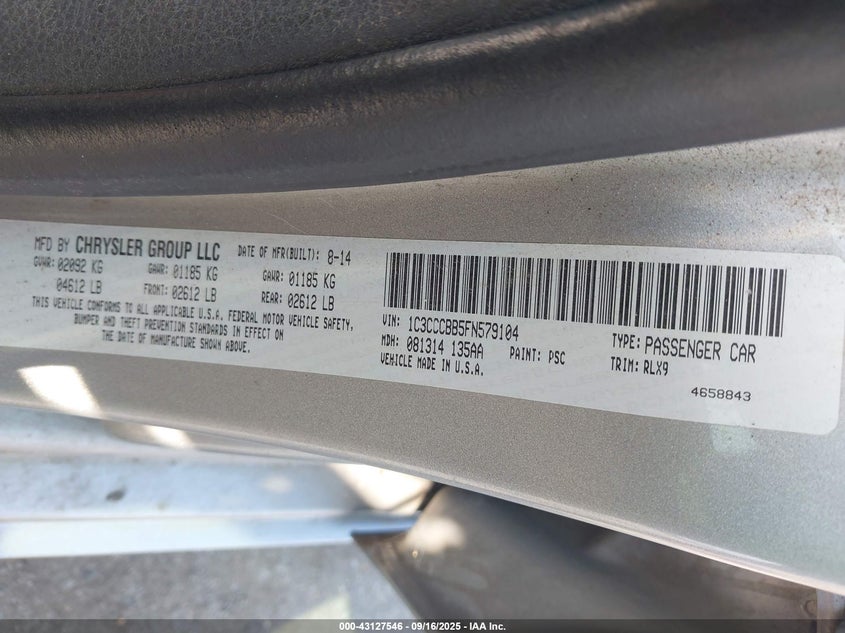 MFD BY CHRYSLER GROUP LLC DATE OF MFR(BUILT): 8-14
GVWR: 02092 KG GAWR: 01185 KG GAWR: 01185 KG
04612 LB FRONT: 02612 LB REAR: 02612 LB
THIS VEHICLE CONFORMS TO ALL APPLICABLE U.S.A. FEDERAL MOTOR VEHICLE SAFETY,
BUMPER AND THEFT PREVENTION STANDARDS IN EFFECT ON
THE DATE OF MANUFACTURE SHOWN ABOVE.
VIN: 1C3CCCBB5FN579104 TYPE: PASSENGER CAR
MDH: 081314 135AA PAINT: PSC TRIM: RLX9
VEHICLE MADE IN U.S.A.
4658843
000-43127546 - 09/16/2025 - IAA Inc.